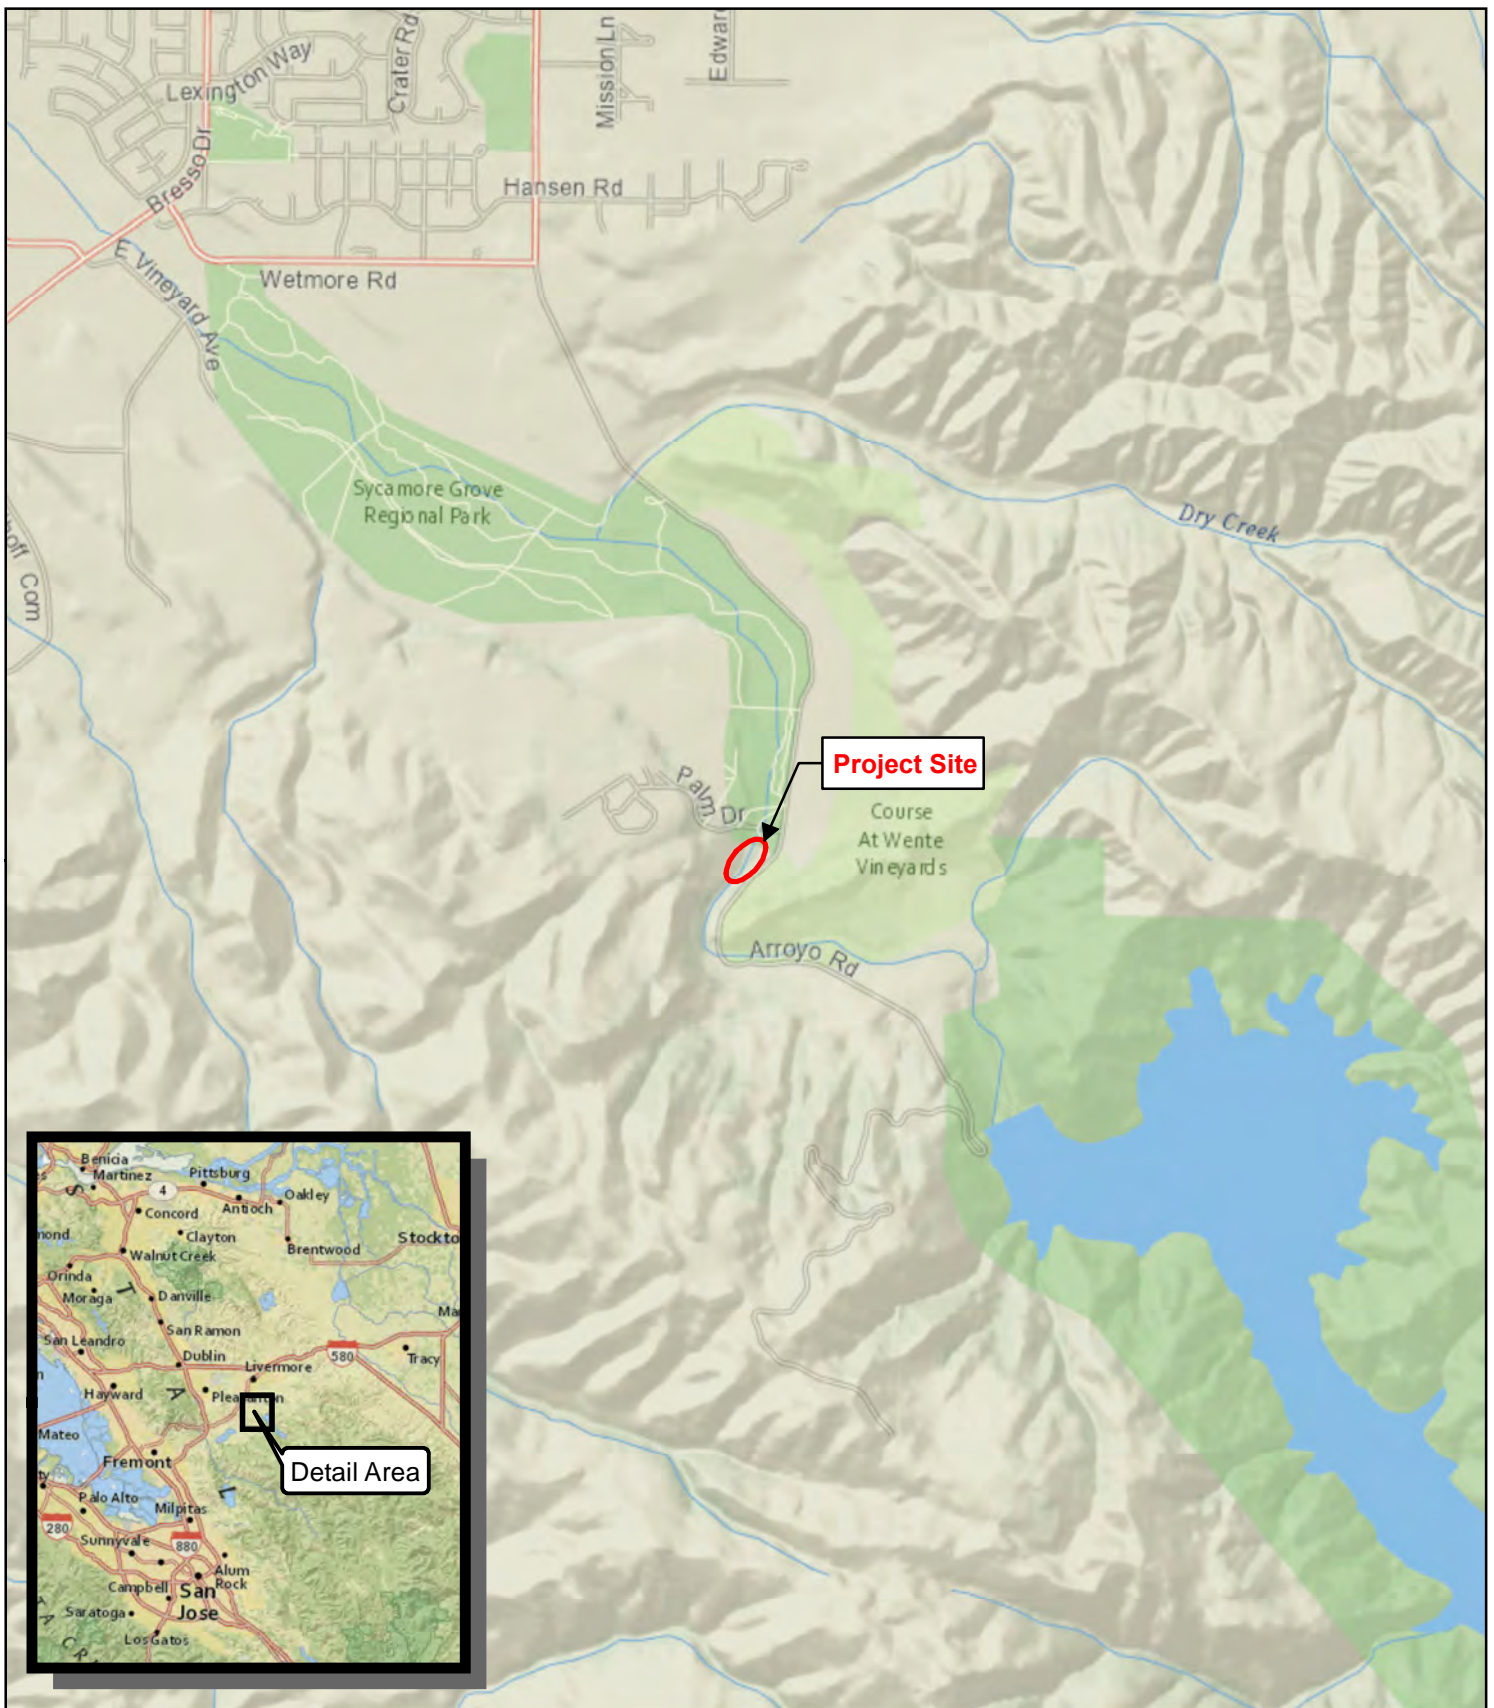 Lexington Way
Crater Rd
Mission Ln
Bresso Dr
Hansen Rd
E Vineyard Ave
Wetmore Rd
Sycamore Grove
Regional Park
Dry Creek
Project Site
Palm Dr
Course
At Wente
Vineyards
Arroyo Rd
Benicia
Martinez
Pittsburg
4
Oakley
Antioch
Concord
Clayton
Brentwood
Stockto
Walnut Creek
Orinda
Moraga
Danville
San Ramon
San Leandro
Dublin
Livermore
580
Tracy
Hayward
Mateo
Fremont
Detail Area
Palo Alto
Milpitas
280
Sunnyvale
880
Alum
Rock
Campbell
San
Jose
Saratoga
Los Gatos